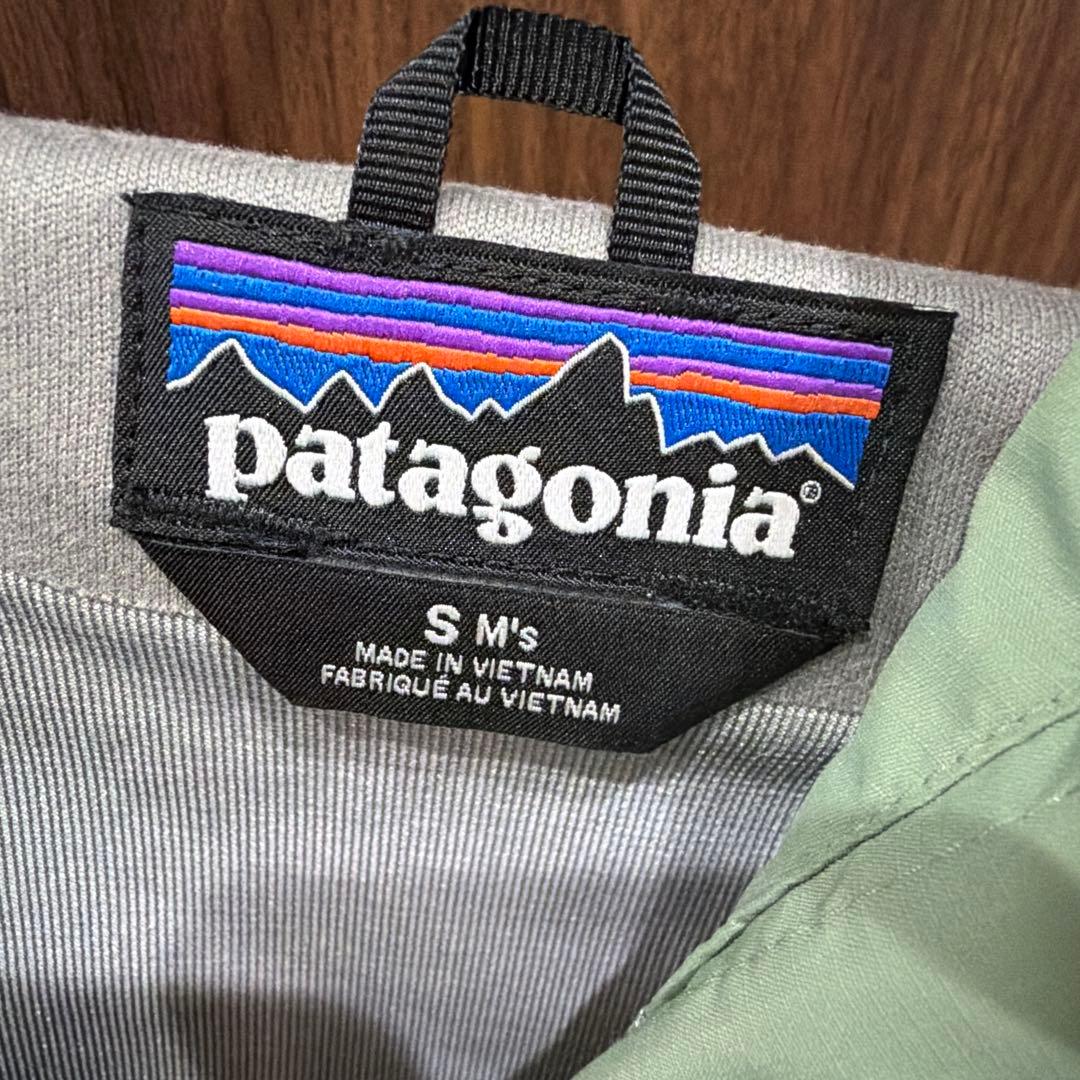 patagonia®
S M's
MADE IN VIETNAM
FABRIQUÉ AU VIETNAM